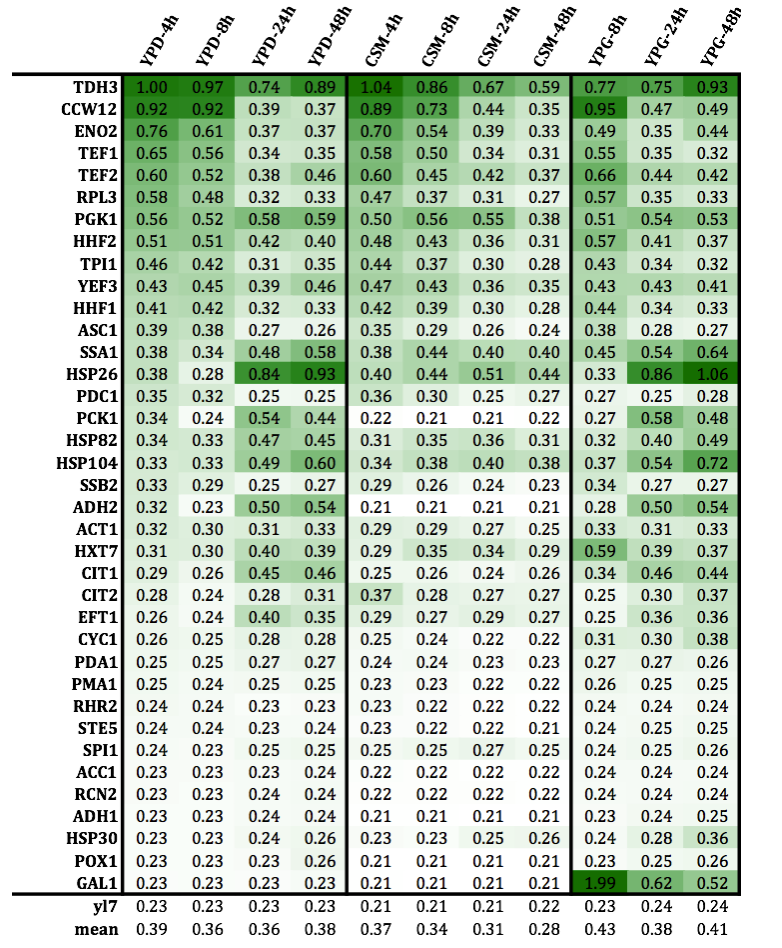 YPD-4h YPD-8h YPD-24h YPD-48h CSM-4h CSM-8h CSM-24h CSM-48h YPG-8h YPG-24h YPG-48h
TDH3 1.00 0.97 0.74 0.89 1.04 0.86 0.67 0.59 0.77 0.75 0.93
CCW12 0.92 0.92 0.39 0.37 0.89 0.73 0.44 0.35 0.95 0.47 0.49
ENO2 0.76 0.61 0.37 0.37 0.70 0.54 0.39 0.33 0.49 0.35 0.44
TEF1 0.65 0.56 0.34 0.35 0.58 0.50 0.34 0.31 0.55 0.35 0.32
TEF2 0.60 0.52 0.38 0.46 0.60 0.45 0.42 0.37 0.66 0.44 0.42
RPL3 0.58 0.48 0.32 0.33 0.47 0.37 0.31 0.27 0.57 0.35 0.33
PGK1 0.56 0.52 0.58 0.59 0.50 0.56 0.55 0.38 0.51 0.54 0.53
HHF2 0.51 0.51 0.42 0.40 0.48 0.43 0.36 0.31 0.57 0.41 0.37
TPI1 0.46 0.42 0.31 0.35 0.44 0.37 0.30 0.28 0.43 0.34 0.32
YEF3 0.43 0.45 0.39 0.46 0.47 0.43 0.36 0.35 0.43 0.43 0.41
HHF1 0.41 0.42 0.32 0.33 0.42 0.39 0.30 0.28 0.44 0.34 0.33
ASC1 0.39 0.38 0.27 0.26 0.35 0.29 0.26 0.24 0.38 0.28 0.27
SSA1 0.38 0.34 0.48 0.58 0.38 0.44 0.40 0.40 0.45 0.54 0.64
HSP26 0.38 0.28 0.84 0.93 0.40 0.44 0.51 0.44 0.33 0.86 1.06
PDC1 0.35 0.32 0.25 0.25 0.36 0.30 0.25 0.27 0.27 0.25 0.28
PCK1 0.34 0.24 0.54 0.44 0.22 0.21 0.21 0.22 0.27 0.58 0.48
HSP82 0.34 0.33 0.47 0.45 0.31 0.35 0.36 0.31 0.32 0.40 0.49
HSP104 0.33 0.33 0.49 0.60 0.34 0.38 0.40 0.38 0.37 0.54 0.72
SSB2 0.33 0.29 0.25 0.27 0.29 0.26 0.24 0.23 0.34 0.27 0.27
ADH2 0.32 0.23 0.50 0.54 0.21 0.21 0.21 0.21 0.28 0.50 0.54
ACT1 0.32 0.30 0.31 0.33 0.29 0.29 0.27 0.25 0.33 0.31 0.33
HXT7 0.31 0.30 0.40 0.39 0.29 0.35 0.34 0.29 0.59 0.39 0.37
CIT1 0.29 0.26 0.45 0.46 0.25 0.26 0.24 0.26 0.34 0.46 0.44
CIT2 0.28 0.24 0.28 0.31 0.37 0.28 0.27 0.27 0.25 0.30 0.37
EFT1 0.26 0.24 0.40 0.35 0.29 0.27 0.29 0.27 0.25 0.36 0.36
CYC1 0.26 0.25 0.28 0.28 0.25 0.24 0.22 0.22 0.31 0.30 0.38
PDA1 0.25 0.25 0.27 0.27 0.24 0.24 0.23 0.23 0.27 0.27 0.26
PMA1 0.25 0.24 0.25 0.25 0.23 0.23 0.22 0.22 0.26 0.25 0.25
RHR2 0.24 0.24 0.23 0.23 0.23 0.22 0.22 0.22 0.24 0.24 0.24
STE5 0.24 0.24 0.23 0.24 0.23 0.22 0.22 0.21 0.24 0.25 0.25
SPI1 0.24 0.23 0.25 0.25 0.25 0.25 0.27 0.25 0.24 0.25 0.26
ACC1 0.23 0.23 0.23 0.24 0.22 0.22 0.22 0.22 0.24 0.24 0.24
RCN2 0.23 0.23 0.24 0.24 0.22 0.22 0.22 0.22 0.24 0.24 0.24
ADH1 0.23 0.23 0.24 0.24 0.21 0.21 0.21 0.21 0.23 0.24 0.25
HSP30 0.23 0.23 0.24 0.26 0.23 0.23 0.25 0.26 0.24 0.28 0.36
POX1 0.23 0.23 0.23 0.26 0.21 0.21 0.21 0.21 0.23 0.25 0.26
GAL1 0.23 0.23 0.23 0.23 0.21 0.21 0.21 0.21 1.99 0.62 0.52
yl7 0.23 0.23 0.23 0.23 0.21 0.21 0.21 0.22 0.23 0.24 0.24
mean 0.39 0.36 0.36 0.38 0.37 0.34 0.31 0.28 0.43 0.38 0.41